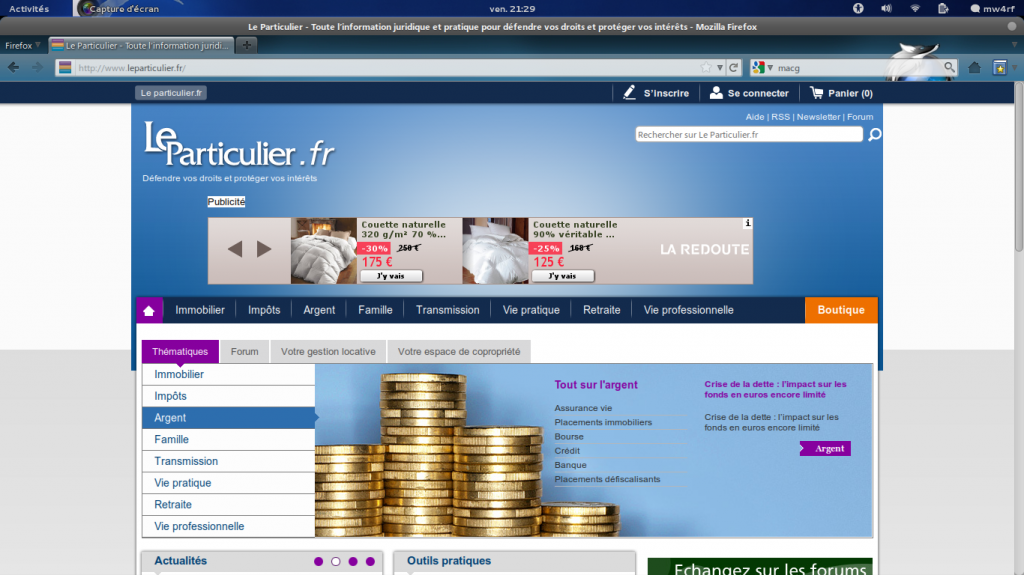 Activités
Capture d'écran
ven. 21:29
mw4rf
Le Particulier - Toute l'information juridique et pratique pour défendre vos droits et protéger vos intérêts - Mozilla Firefox
Firefox
Le Particulier - Toute l'information juridi...
http://www.leparticulier.fr/
macg
Le particulier.fr
S'inscrire
Se connecter
Panier (0)
Aide | RSS | Newsletter | Forum
Rechercher sur Le Particulier.fr
Le Particulier.fr
Défendre vos droits et protéger vos intérêts
Publicité
Couette naturelle
320 g/m² 70 %...
-30% 250 €
175 €
J'y vais
Couette naturelle
90% véritable ...
-25% 168 €
125 €
J'y vais
LA REDOUTE
i
Immobilier
Impôts
Argent
Famille
Transmission
Vie pratique
Retraite
Vie professionnelle
Boutique
Thématiques
Forum
Votre gestion locative
Votre espace de copropriété
Immobilier
Impôts
Argent
Famille
Transmission
Vie pratique
Retraite
Vie professionnelle
Tout sur l'argent
Assurance vie
Placements immobiliers
Bourse
Crédit
Banque
Placements défiscalisants
Crise de la dette : l'impact sur les
fonds en euros encore limité
Crise de la dette : l'impact sur les
fonds en euros encore limité
Argent
Actualités
Outils pratiques
Echangez sur les forums